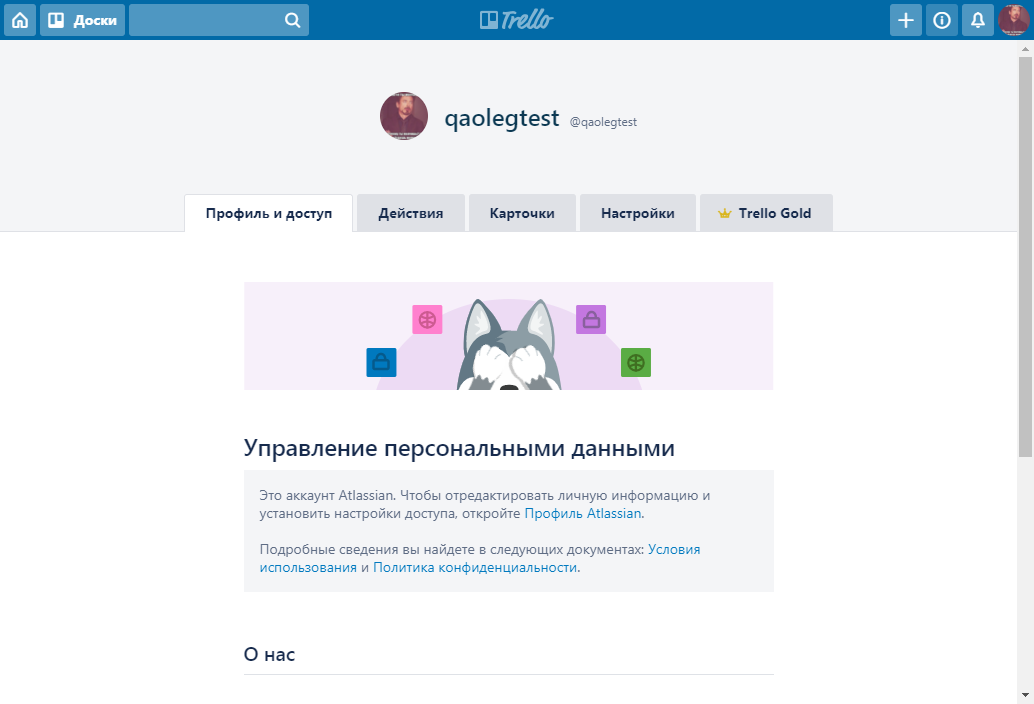 Доски
Trello
qaolegtest @qaolegtest
Профиль и доступ
Действия
Карточки
Настройки
Trello Gold
Управление персональными данными
Это аккаунт Atlassian. Чтобы отредактировать личную информацию и
установить настройки доступа, откройте Профиль Atlassian.
Подробные сведения вы найдете в следующих документах: Условия
использования и Политика конфиденциальности.
О нас